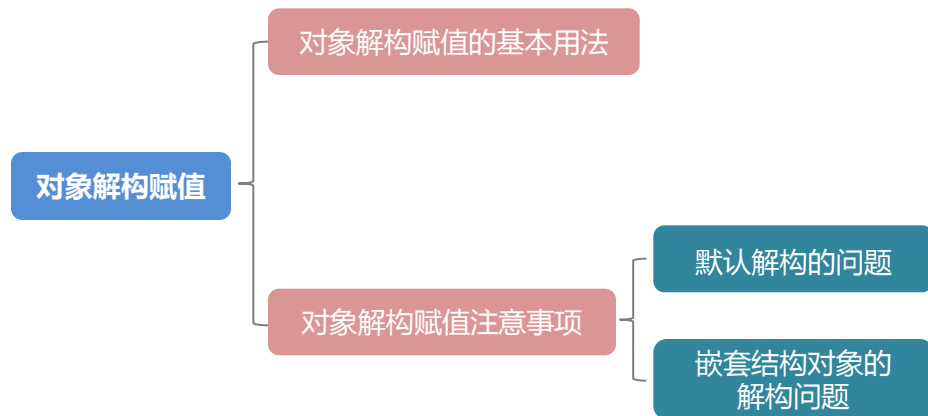 对象解构赋值的基本用法
对象解构赋值
默认解构的问题
对象解构赋值注意事项
嵌套结构对象的
解构问题